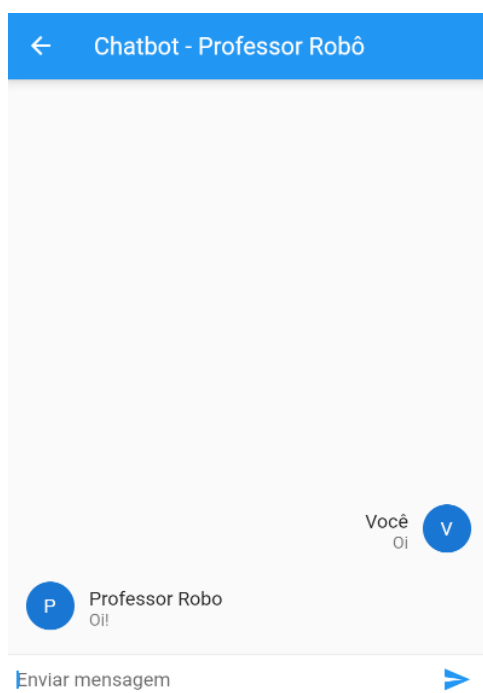 Chatbot - Professor Robô
Você
V
Oi
P
Professor Robo
Oi!
Enviar mensagem